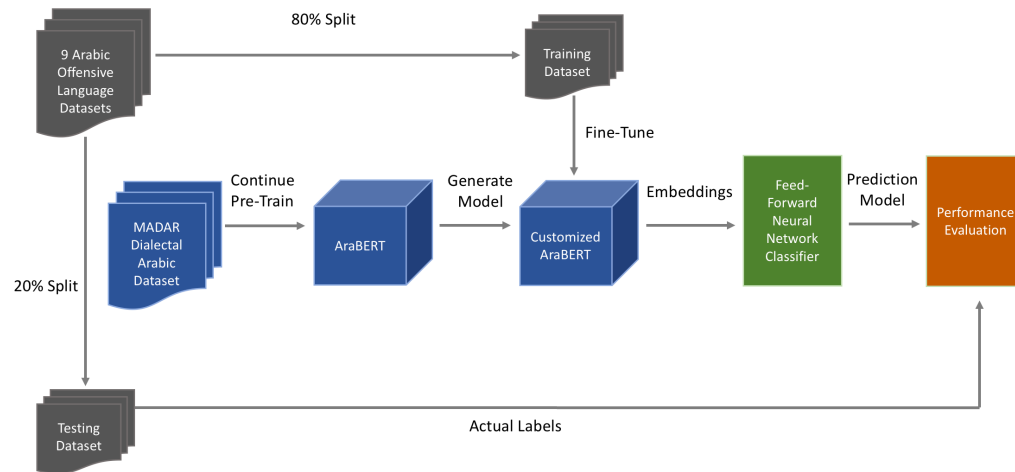 80% Split
9 Arabic
Offensive
Language
Datasets
Training
Dataset
Fine-Tune
Continue
Pre-Train
Generate
Model
Embeddings
Prediction
Model
MADAR
Dialectal
Arabic
Dataset
AraBERT
Customized
AraBERT
Feed-
Forward
Neural
Network
Classifier
Performance
Evaluation
20% Split
Testing
Dataset
Actual Labels